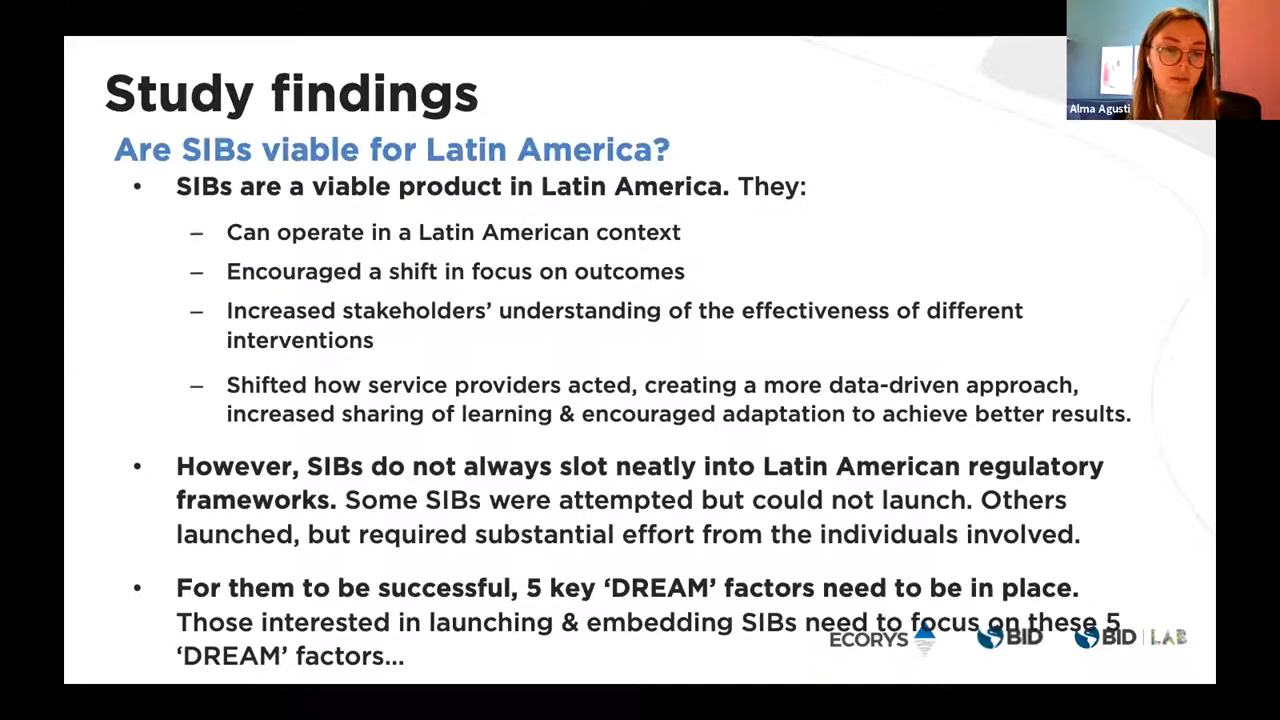 Study findings
Are SIBs viable for Latin America?
• SIBs are a viable product in Latin America. They:
– Can operate in a Latin American context
– Encouraged a shift in focus on outcomes
– Increased stakeholders’ understanding of the effectiveness of different
interventions
– Shifted how service providers acted, creating a more data-driven approach,
increased sharing of learning & encouraged adaptation to achieve better results.
• However, SIBs do not always slot neatly into Latin American regulatory
frameworks. Some SIBs were attempted but could not launch. Others
launched, but required substantial effort from the individuals involved.
• For them to be successful, 5 key ‘DREAM’ factors need to be in place.
Those interested in launching & embedding SIBs need to focus on these 5
‘DREAM’ factors...
ECORYS
BID
BID | LAB
Alma Agusti